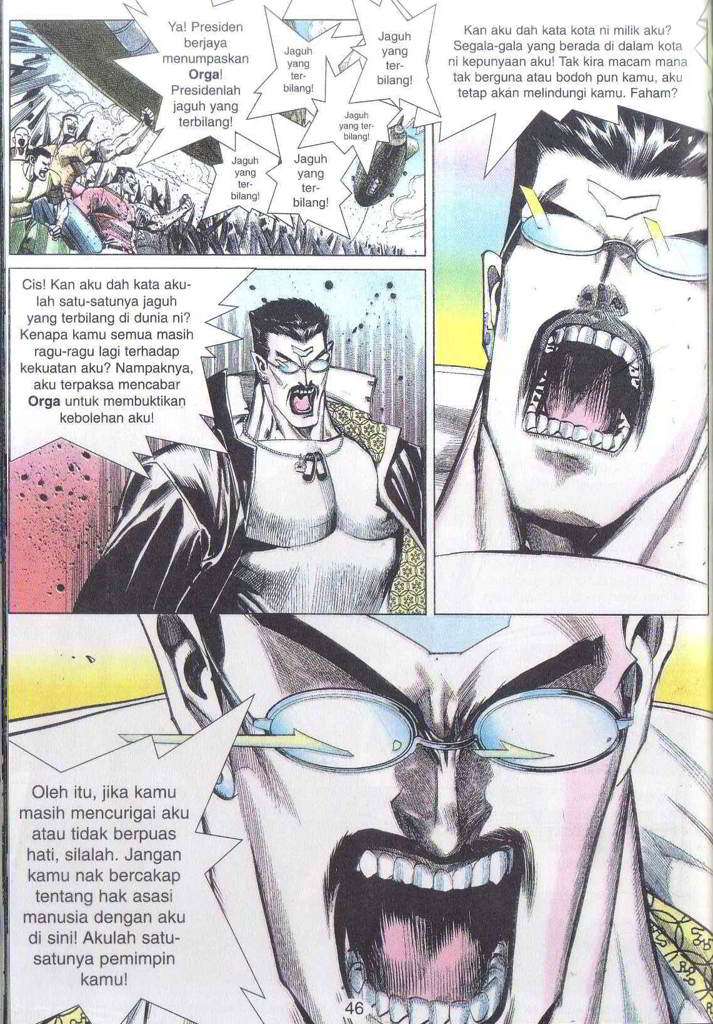 Ya! Presiden
berjaya
menumpaskan
Orga!
Presidenlah
jaguh yang
terbilang!
Jaguh
yang
ter-
bilang!
Jaguh
yang
ter-
bilang!
Jaguh
yang ter-
bilang!
Jaguh
yang
ter-
bilang!
Jaguh
yang
ter-
bilang!
Kan aku dah kata kota ni milik aku?
Segala-gala yang berada di dalam kota
ni kepunyaan aku! Tak kira macam mana
tak berguna atau bodoh pun kamu, aku
tetap akan melindungi kamu. Faham?
Cis! Kan aku dah kata aku-
lah satu-satunya jaguh
yang terbilang di dunia ni?
Kenapa kamu semua masih
ragu-ragu lagi terhadap
kekuatan aku? Nampaknya,
aku terpaksa mencabar
Orga untuk membuktikan
kebolehan aku!
Oleh itu, jika kamu
masih mencurigai aku
atau tidak berpuas
hati, silalah. Jangan
kamu nak bercakap
tentang hak asasi
manusia dengan aku
di sini! Akulah satu-
satunya pemimpin
kamu!
46